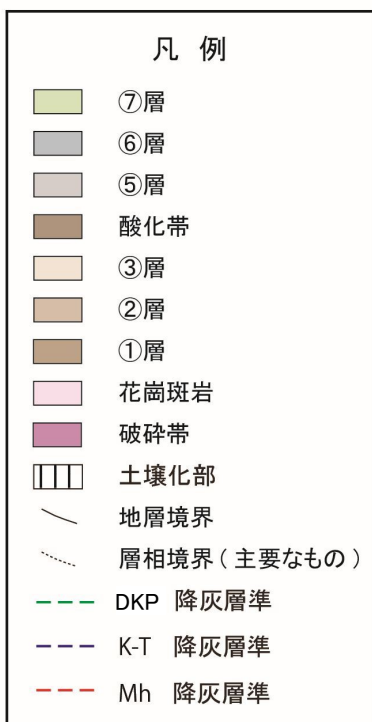 凡 例
⑦層
⑥層
⑤層
酸化帯
③層
②層
①層
花崗斑岩
破砕帯
土壌化部
地層境界
層相境界（主要なもの）
DKP 降灰層準
K-T 降灰層準
Mh 降灰層準